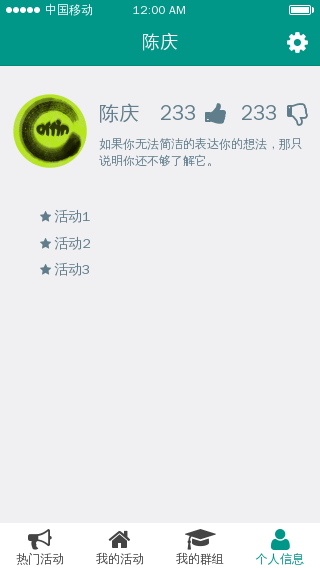 中国移动 12:00 AM
陈庆
陈庆 233 233
如果你无法简洁的表达你的想法，那只
说明你还不够了解它。
活动1
活动2
活动3
热门活动 我的活动 我的群组 个人信息